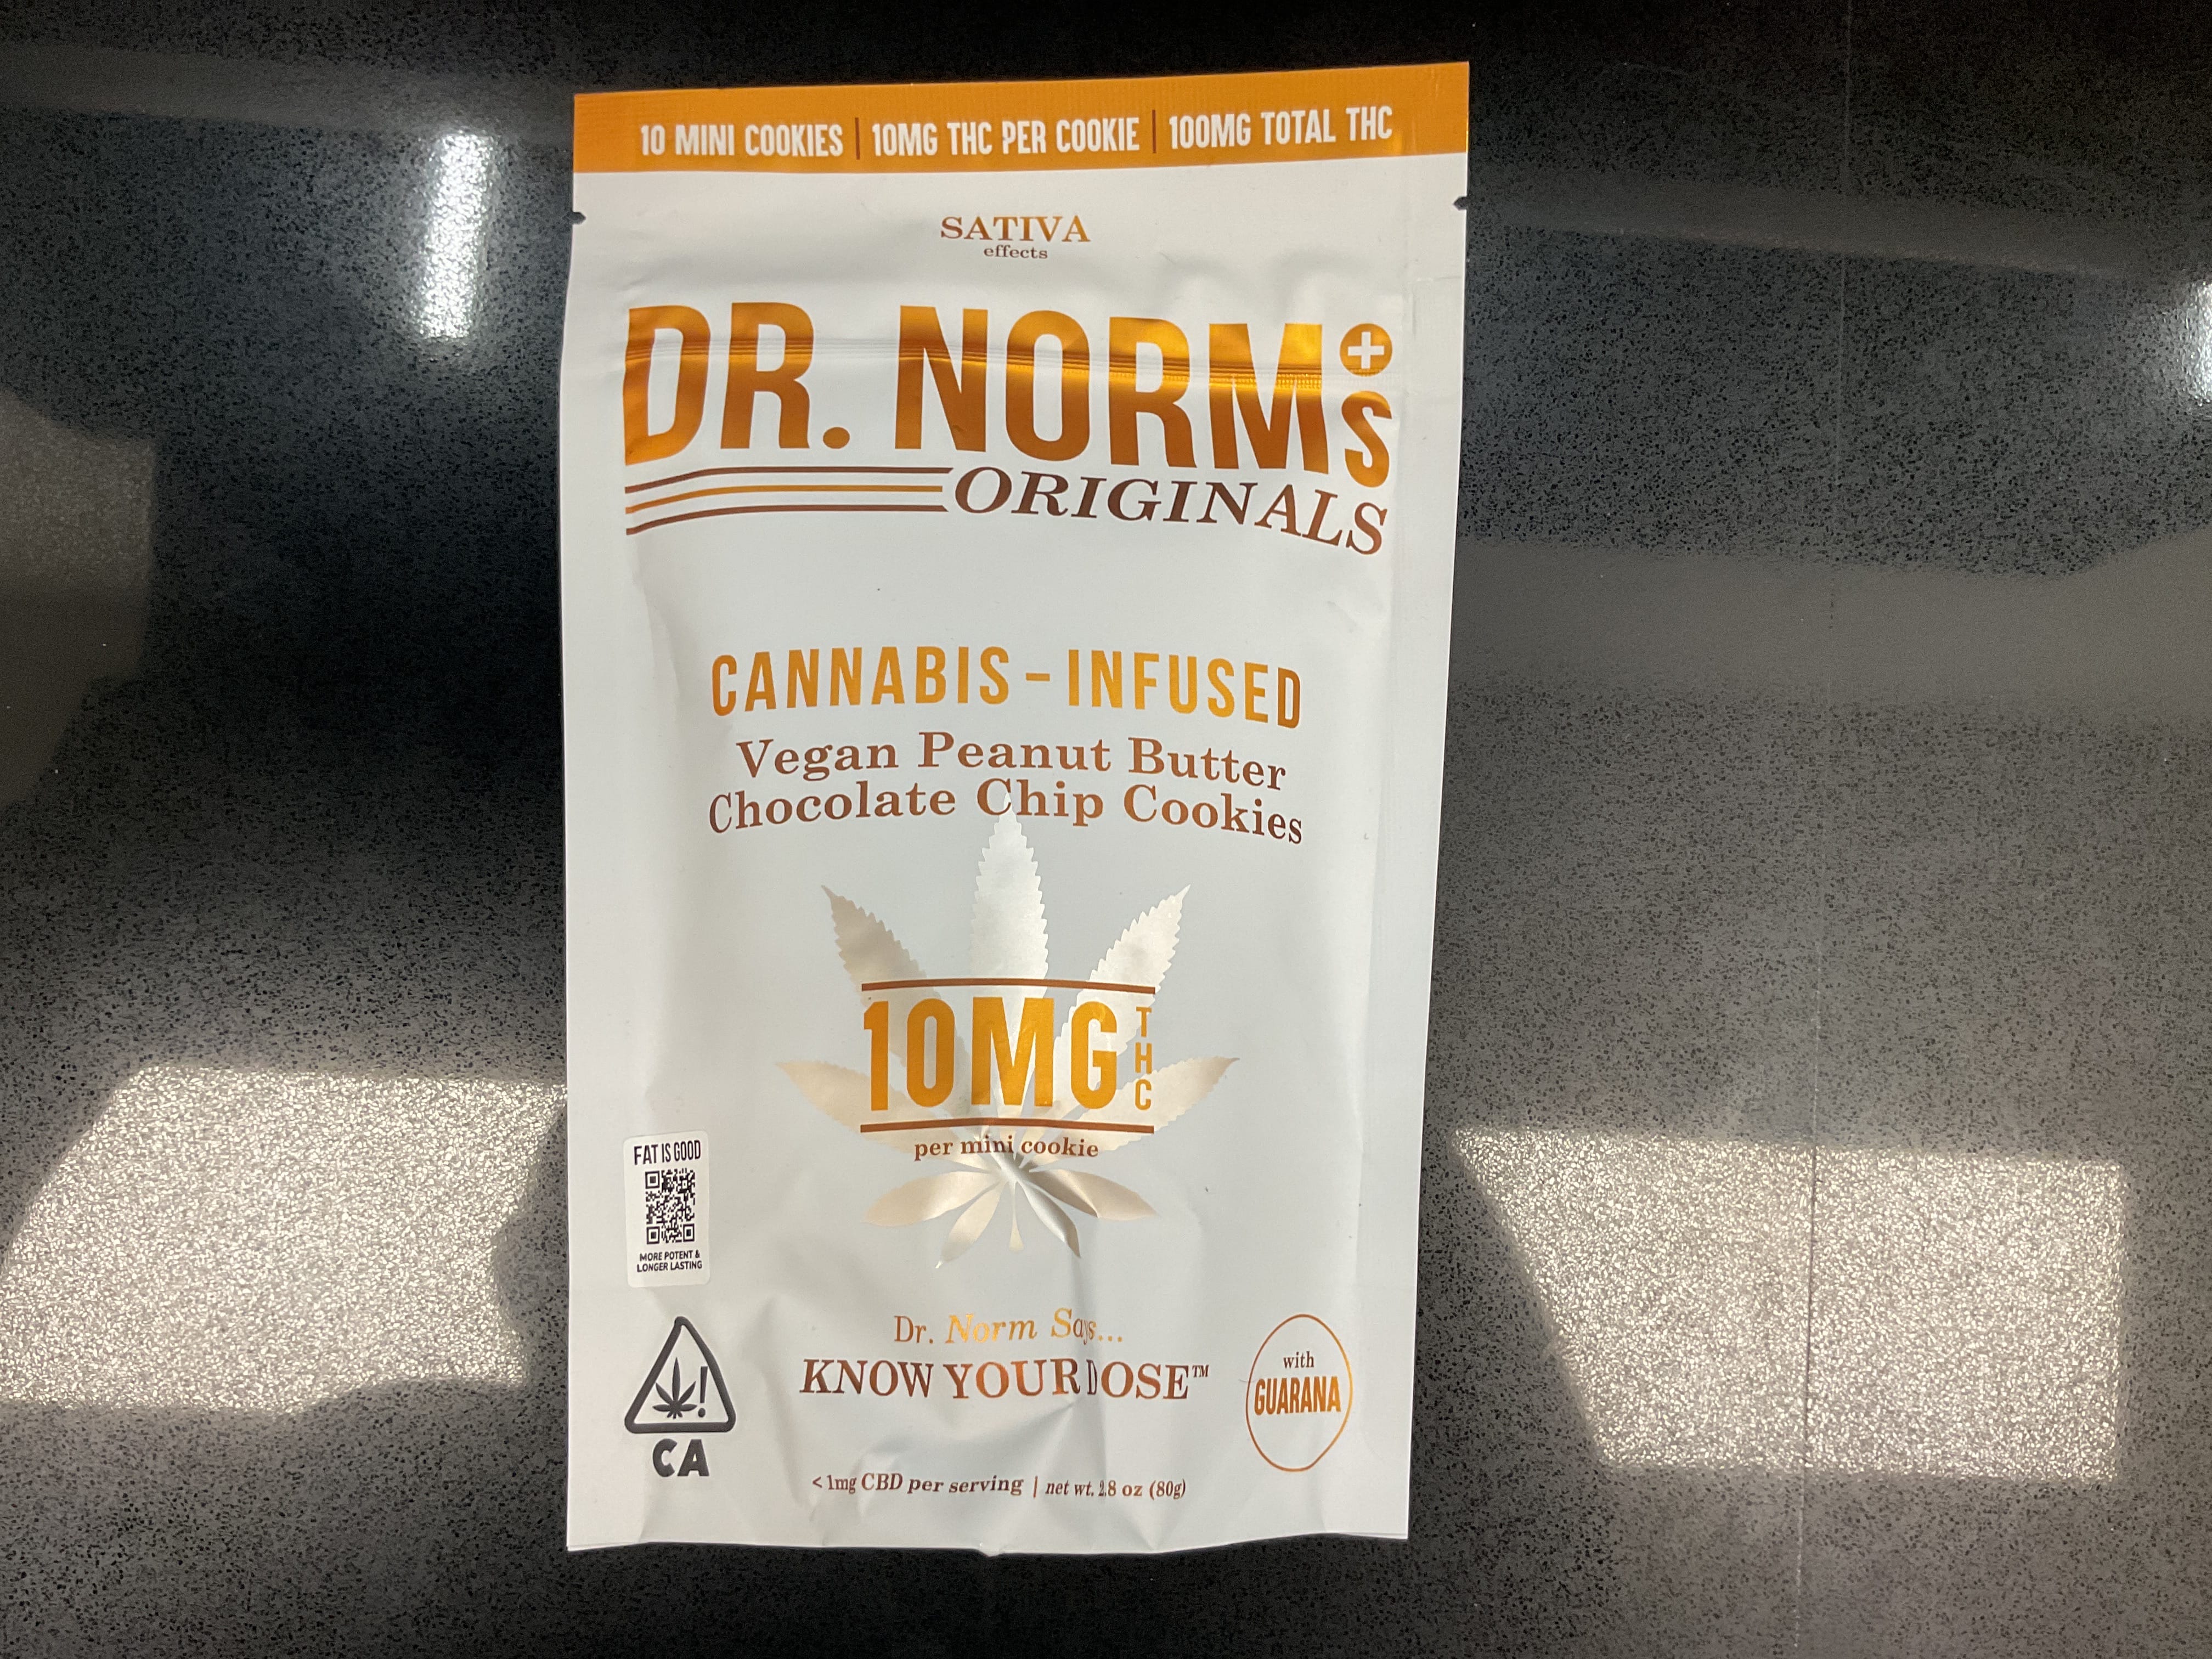 10 MINI COOKIES | 10MG THC PER COOKIE | 100MG TOTAL THC
SATIVA
effects
DR. NORMS
ORIGINALS
CANNABIS - INFUSED
Vegan Peanut Butter
Chocolate Chip Cookies
10MG THC
per mini cookie
FAT IS GOOD
MORE POTENT &
LONGER LASTING
Dr. Norm Says...
KNOW YOUR DOSE™
with
GUARANA
CA
<1mg CBD per serving | net wt. 2.8 oz (80g)